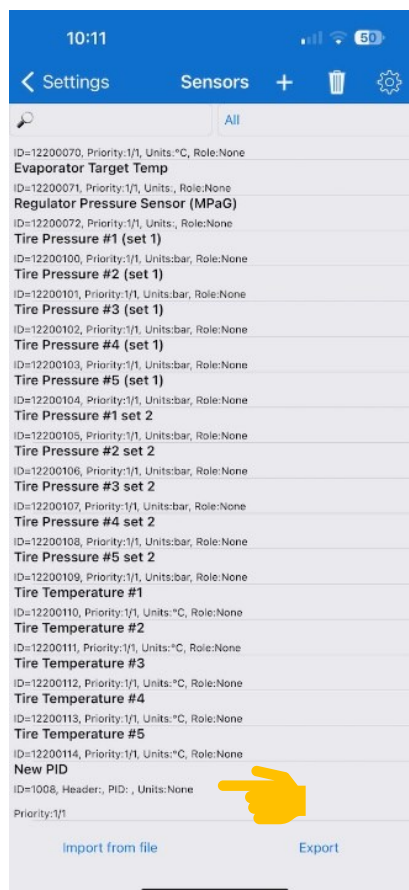 10:11
50
Settings
Sensors
All
ID=12200070, Priority:1/1, Units:°C, Role:None
Evaporator Target Temp
ID=12200071, Priority:1/1, Units:, Role:None
Regulator Pressure Sensor (MPaG)
ID=12200072, Priority:1/1, Units:, Role:None
Tire Pressure #1 (set 1)
ID=12200100, Priority:1/1, Units:bar, Role:None
Tire Pressure #2 (set 1)
ID=12200101, Priority:1/1, Units:bar, Role:None
Tire Pressure #3 (set 1)
ID=12200102, Priority:1/1, Units:bar, Role:None
Tire Pressure #4 (set 1)
ID=12200103, Priority:1/1, Units:bar, Role:None
Tire Pressure #5 (set 1)
ID=12200104, Priority:1/1, Units:bar, Role:None
Tire Pressure #1 set 2
ID=12200105, Priority:1/1, Units:bar, Role:None
Tire Pressure #2 set 2
ID=12200106, Priority:1/1, Units:bar, Role:None
Tire Pressure #3 set 2
ID=12200107, Priority:1/1, Units:bar, Role:None
Tire Pressure #4 set 2
ID=12200108, Priority:1/1, Units:bar, Role:None
Tire Pressure #5 set 2
ID=12200109, Priority:1/1, Units:bar, Role:None
Tire Temperature #1
ID=12200110, Priority:1/1, Units:°C, Role:None
Tire Temperature #2
ID=12200111, Priority:1/1, Units:°C, Role:None
Tire Temperature #3
ID=12200112, Priority:1/1, Units:°C, Role:None
Tire Temperature #4
ID=12200113, Priority:1/1, Units:°C, Role:None
Tire Temperature #5
ID=12200114, Priority:1/1, Units:°C, Role:None
New PID
ID=1008, Header:, PID: , Units:None
Priority:1/1
Import from file
Export